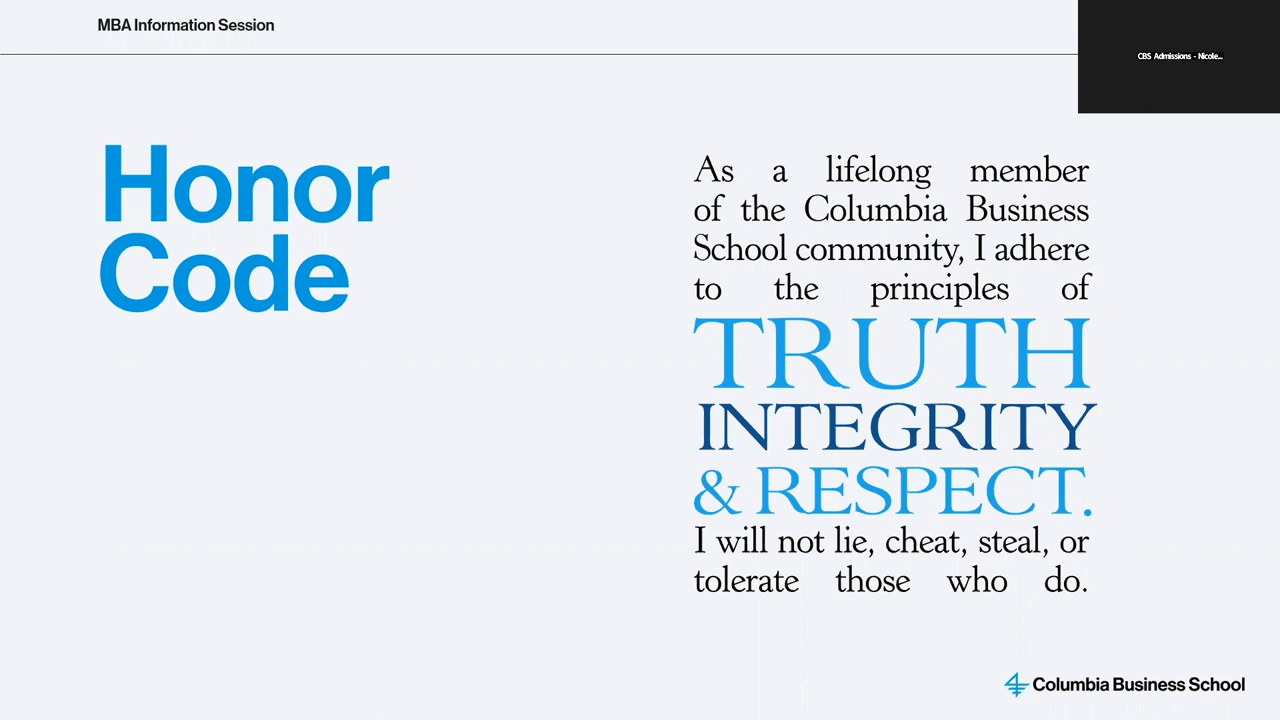 MBA Information Session
CBS Admissions - Nicole...
Honor
Code
As a lifelong member
of the Columbia Business
School community, I adhere
to the principles of
TRUTH
INTEGRITY
& RESPECT.
I will not lie, cheat, steal, or
tolerate those who do.
Columbia Business School